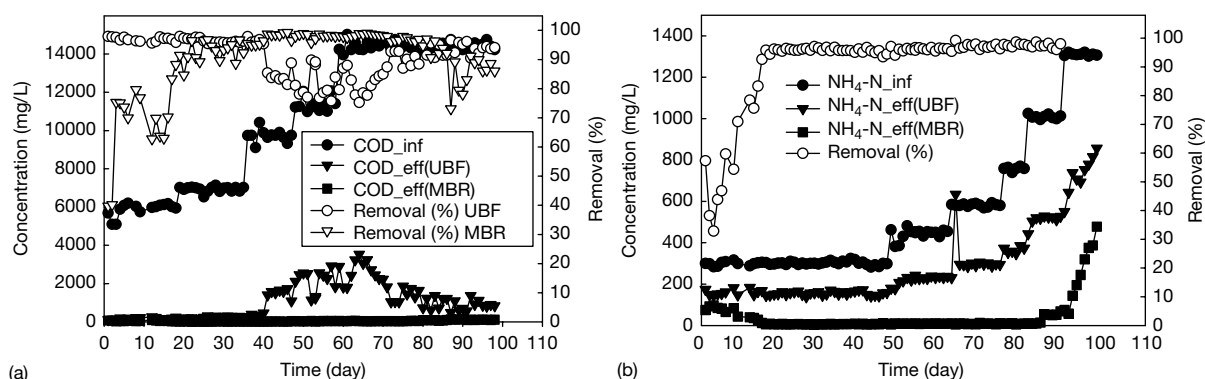 Concentration (mg/L)
14000
12000
10000
8000
6000
4000
2000
0
100
90
80
70
60
50
40
30
20
10
0
Removal (%)
COD_inf
COD_eff(UBF)
COD_eff(MBR)
Removal (%) UBF
Removal (%) MBR
0 10 20 30 40 50 60 70 80 90 100 110
Time (day)
(a)
Concentration (mg/L)
1400
1200
1000
800
600
400
200
0
100
90
80
70
60
50
40
30
20
10
0
Removal (%)
NH4-N_inf
NH4-N_eff(UBF)
NH4-N_eff(MBR)
Removal (%)
0 10 20 30 40 50 60 70 80 90 100 110
Time (day)
(b)